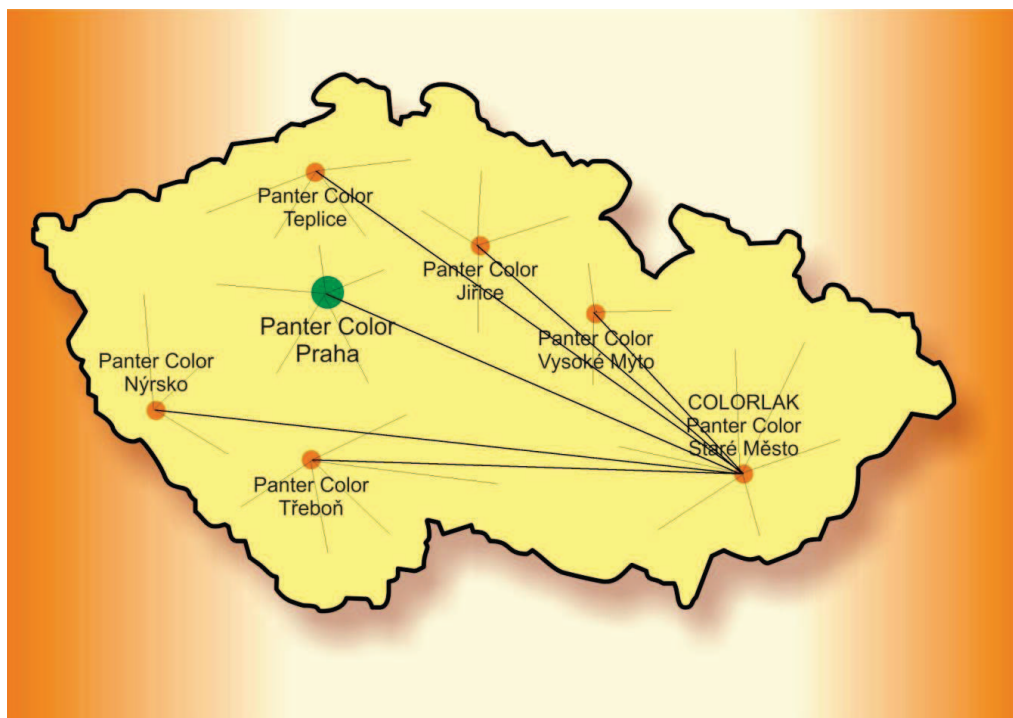 Panter Color
Teplice
Panter Color
Jiřice
Panter Color
Praha
Panter Color
Vysoké Mýto
Panter Color
Nýrsko
COLORLAK
Panter Color
Staré Město
Panter Color
Třeboň